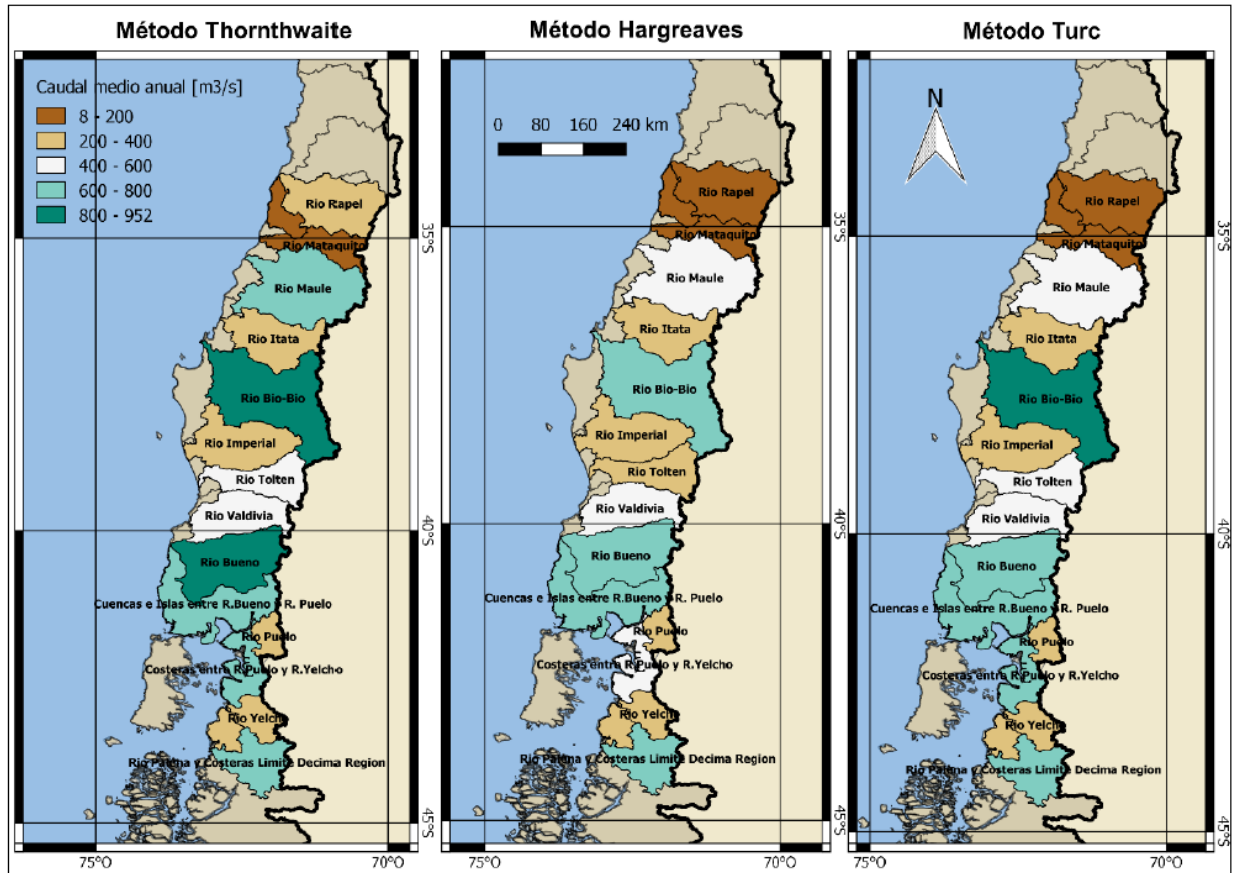 Método Thornthwaite
Caudal medio anual [m3/s]
8 - 200
200 - 400
400 - 600
600 - 800
800 - 952
Rio Rapel
Rio Mataquito
35°S
Rio Maule
Rio Itata
Rio Bio-Bio
Rio Imperial
Rio Tolten
Rio Valdivia
40°S
Rio Bueno
Cuencas e Islas entre R.Bueno y R. Puelo
Rio Puelo
Costeras entre R.Puelo y R.Yelcho
Rio Yelcho
Rio Palena y Costeras Limite Decima Region
45°S
75°O
70°O
Método Hargreaves
0 80 160 240 km
Rio Rapel
35°S
Rio Mataquito
Rio Maule
Rio Itata
Rio Bio-Bio
Rio Imperial
Rio Tolten
Rio Valdivia
40°S
Rio Bueno
Cuencas e Islas entre R.Bueno y R. Puelo
Rio Puelo
Costeras entre R.Puelo y R.Yelcho
Rio Yelcho
Rio Palena y Costeras Limite Decima Region
45°S
75°O
70°O
Método Turc
N
Rio Rapel
35°S
Rio Mataquito
Rio Maule
Rio Itata
Rio Bio-Bio
Rio Imperial
Rio Tolten
Rio Valdivia
40°S
Rio Bueno
Cuencas e Islas entre R.Bueno y R. Puelo
Rio Puelo
Costeras entre R.Puelo y R.Yelcho
Rio Yelcho
Rio Palena y Costeras Limite Decima Region
45°S
75°O
70°O